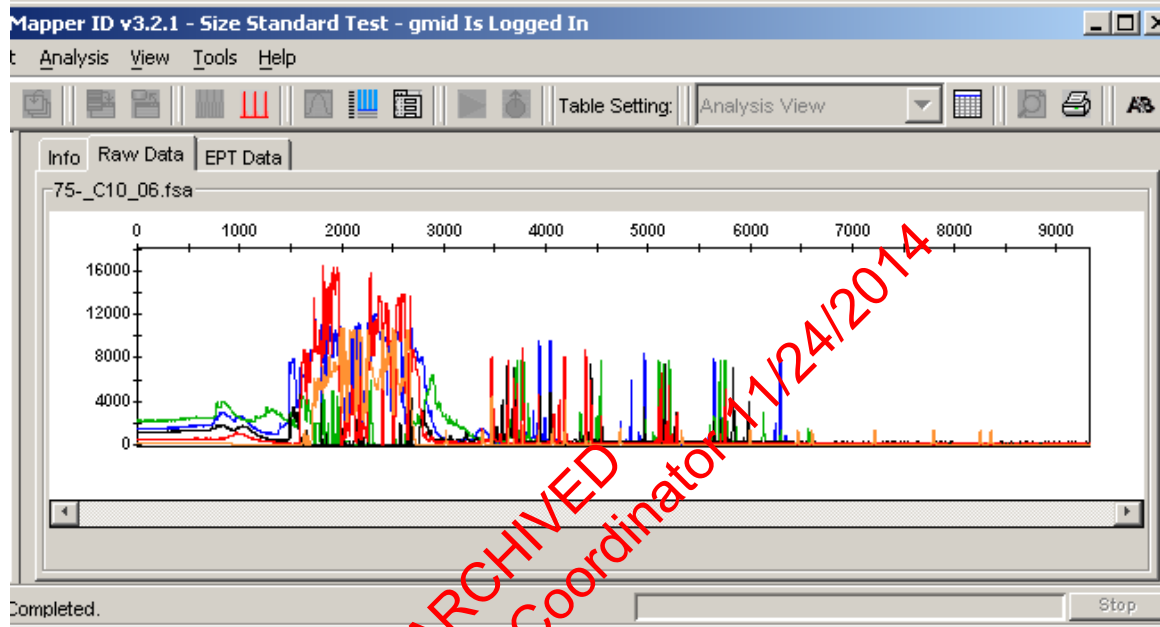 Mapper ID v3.2.1 - Size Standard Test - gmid Is Logged In
t Analysis View Tools Help
Table Setting: Analysis View AB
Info Raw Data EPT Data
75-_C10_06.fsa
0 1000 2000 3000 4000 5000 6000 7000 8000 9000
16000
12000
8000
4000
0
ARCHIVED
Coordinator 11/24/2014
Completed.
Stop